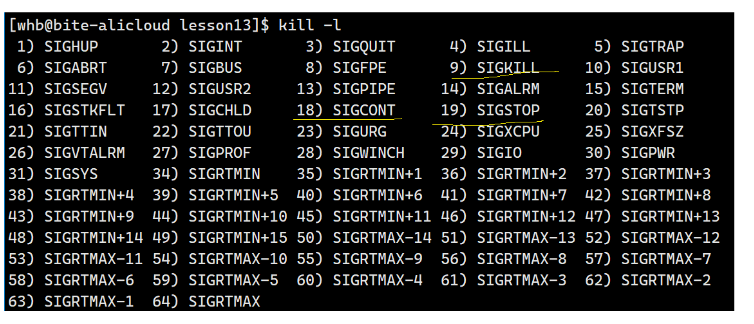 [whb@bite-alicloud lesson13]$ kill -l
1) SIGHUP 2) SIGINT 3) SIGQUIT 4) SIGILL 5) SIGTRAP
6) SIGABRT 7) SIGBUS 8) SIGFPE 9) SIGKILL 10) SIGUSR1
11) SIGSEGV 12) SIGUSR2 13) SIGPIPE 14) SIGALRM 15) SIGTERM
16) SIGSTKFLT 17) SIGCHLD 18) SIGCONT 19) SIGSTOP 20) SIGTSTP
21) SIGTTIN 22) SIGTTOU 23) SIGURG 24) SIGXCPU 25) SIGXFSZ
26) SIGVTALRM 27) SIGPROF 28) SIGWINCH 29) SIGIO 30) SIGPWR
31) SIGSYS 34) SIGRTMIN 35) SIGRTMIN+1 36) SIGRTMIN+2 37) SIGRTMIN+3
38) SIGRTMIN+4 39) SIGRTMIN+5 40) SIGRTMIN+6 41) SIGRTMIN+7 42) SIGRTMIN+8
43) SIGRTMIN+9 44) SIGRTMIN+10 45) SIGRTMIN+11 46) SIGRTMIN+12 47) SIGRTMIN+13
48) SIGRTMIN+14 49) SIGRTMIN+15 50) SIGRTMAX-14 51) SIGRTMAX-13 52) SIGRTMAX-12
53) SIGRTMAX-11 54) SIGRTMAX-10 55) SIGRTMAX-9 56) SIGRTMAX-8 57) SIGRTMAX-7
58) SIGRTMAX-6 59) SIGRTMAX-5 60) SIGRTMAX-4 61) SIGRTMAX-3 62) SIGRTMAX-2
63) SIGRTMAX-1 64) SIGRTMAX